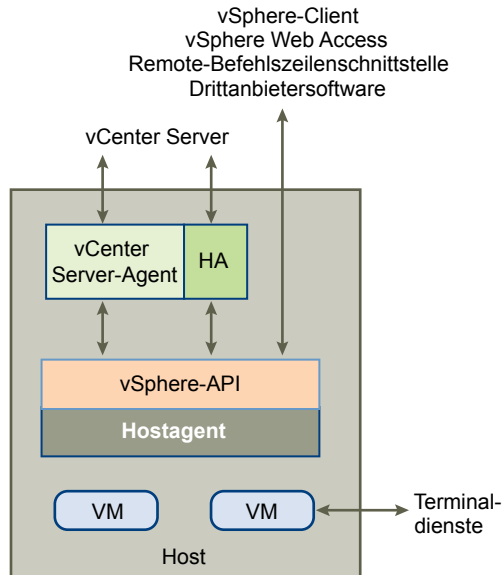 vSphere-Client
vSphere Web Access
Remote-Befehlszeilenschnittstelle
Drittanbietersoftware
vCenter Server
vCenter
Server-Agent
HA
vSphere-API
Hostagent
VM
VM
Terminal-
dienste
Host